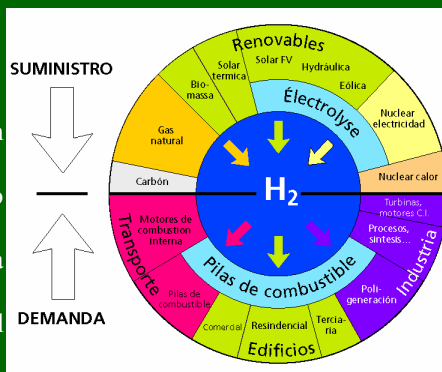 SUMINISTRO
DEMANDA
Renovables
Solar FV
Hydráulica
Eólica
Solar
termica
Bio-
massa
Électrolyse
Nuclear
electricidad
Gas
natural
Nuclear calor
Carbón
H2
Transporte
Motores de
combustion
interna
Pilas de
combustible
Pilas de combustible
Turbinas,
motores C.I.
Procesos,
síntesis...
Industria
Poli-
generación
Comercial
Resindencial
Tercia-
ria
Edificios